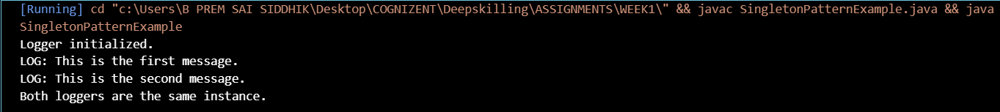 [Running] cd "c:\Users\B PREM SAI SIDDHIK\Desktop\COGNIZENT\Deepskilling\ASSIGNMENTS\WEEK1\" && javac SingletonPatternExample.java && java
SingletonPatternExample
Logger initialized.
LOG: This is the first message.
LOG: This is the second message.
Both loggers are the same instance.